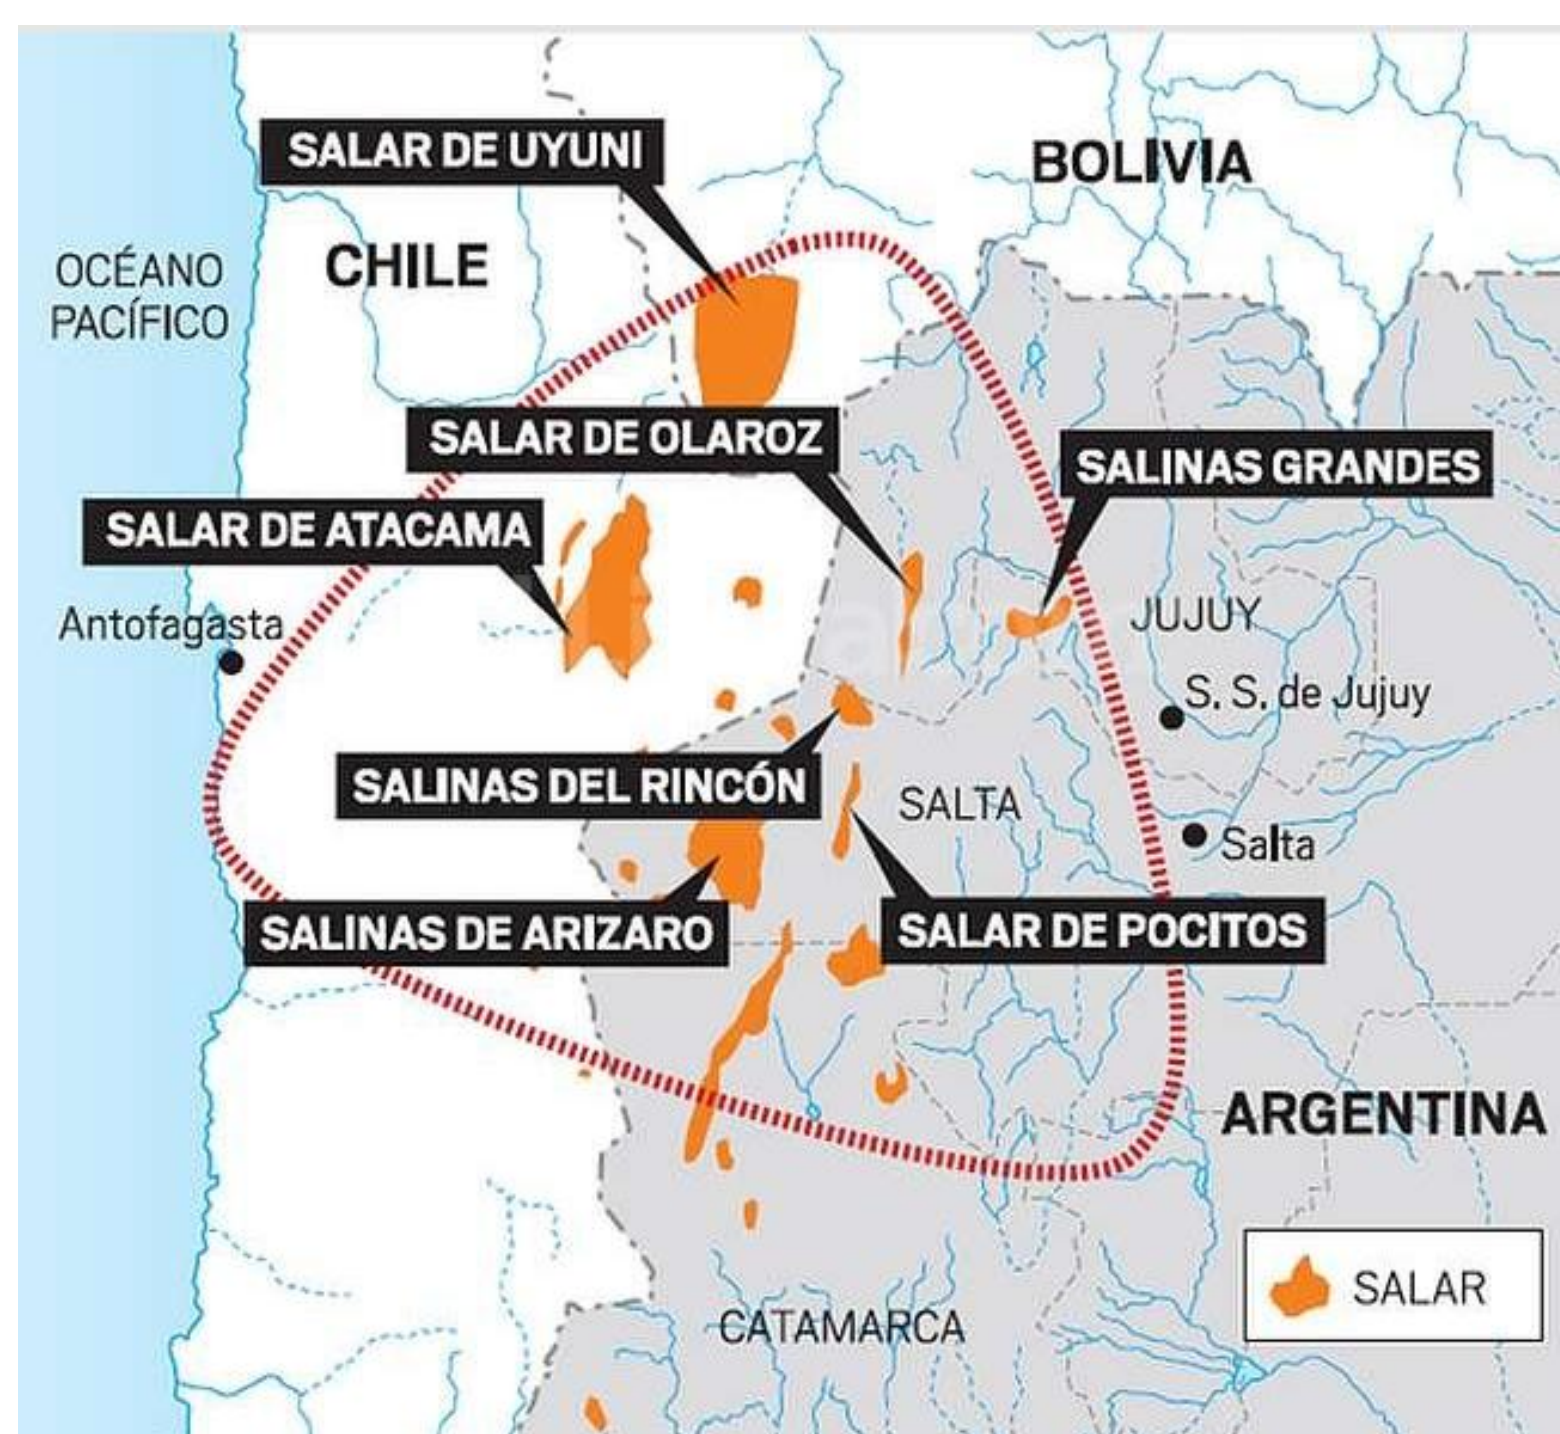 SALAR DE UYUNI
BOLIVIA
CHILE
OCÉANO
PACÍFICO
SALAR DE OLAROZ
SALINAS GRANDES
SALAR DE ATACAMA
Antofagasta
JUJUY
S. S. de Jujuy
SALINAS DEL RINCÓN
SALTA
Salta
SALINAS DE ARIZARO
SALAR DE POCITOS
ARGENTINA
SALAR
CATAMARCA